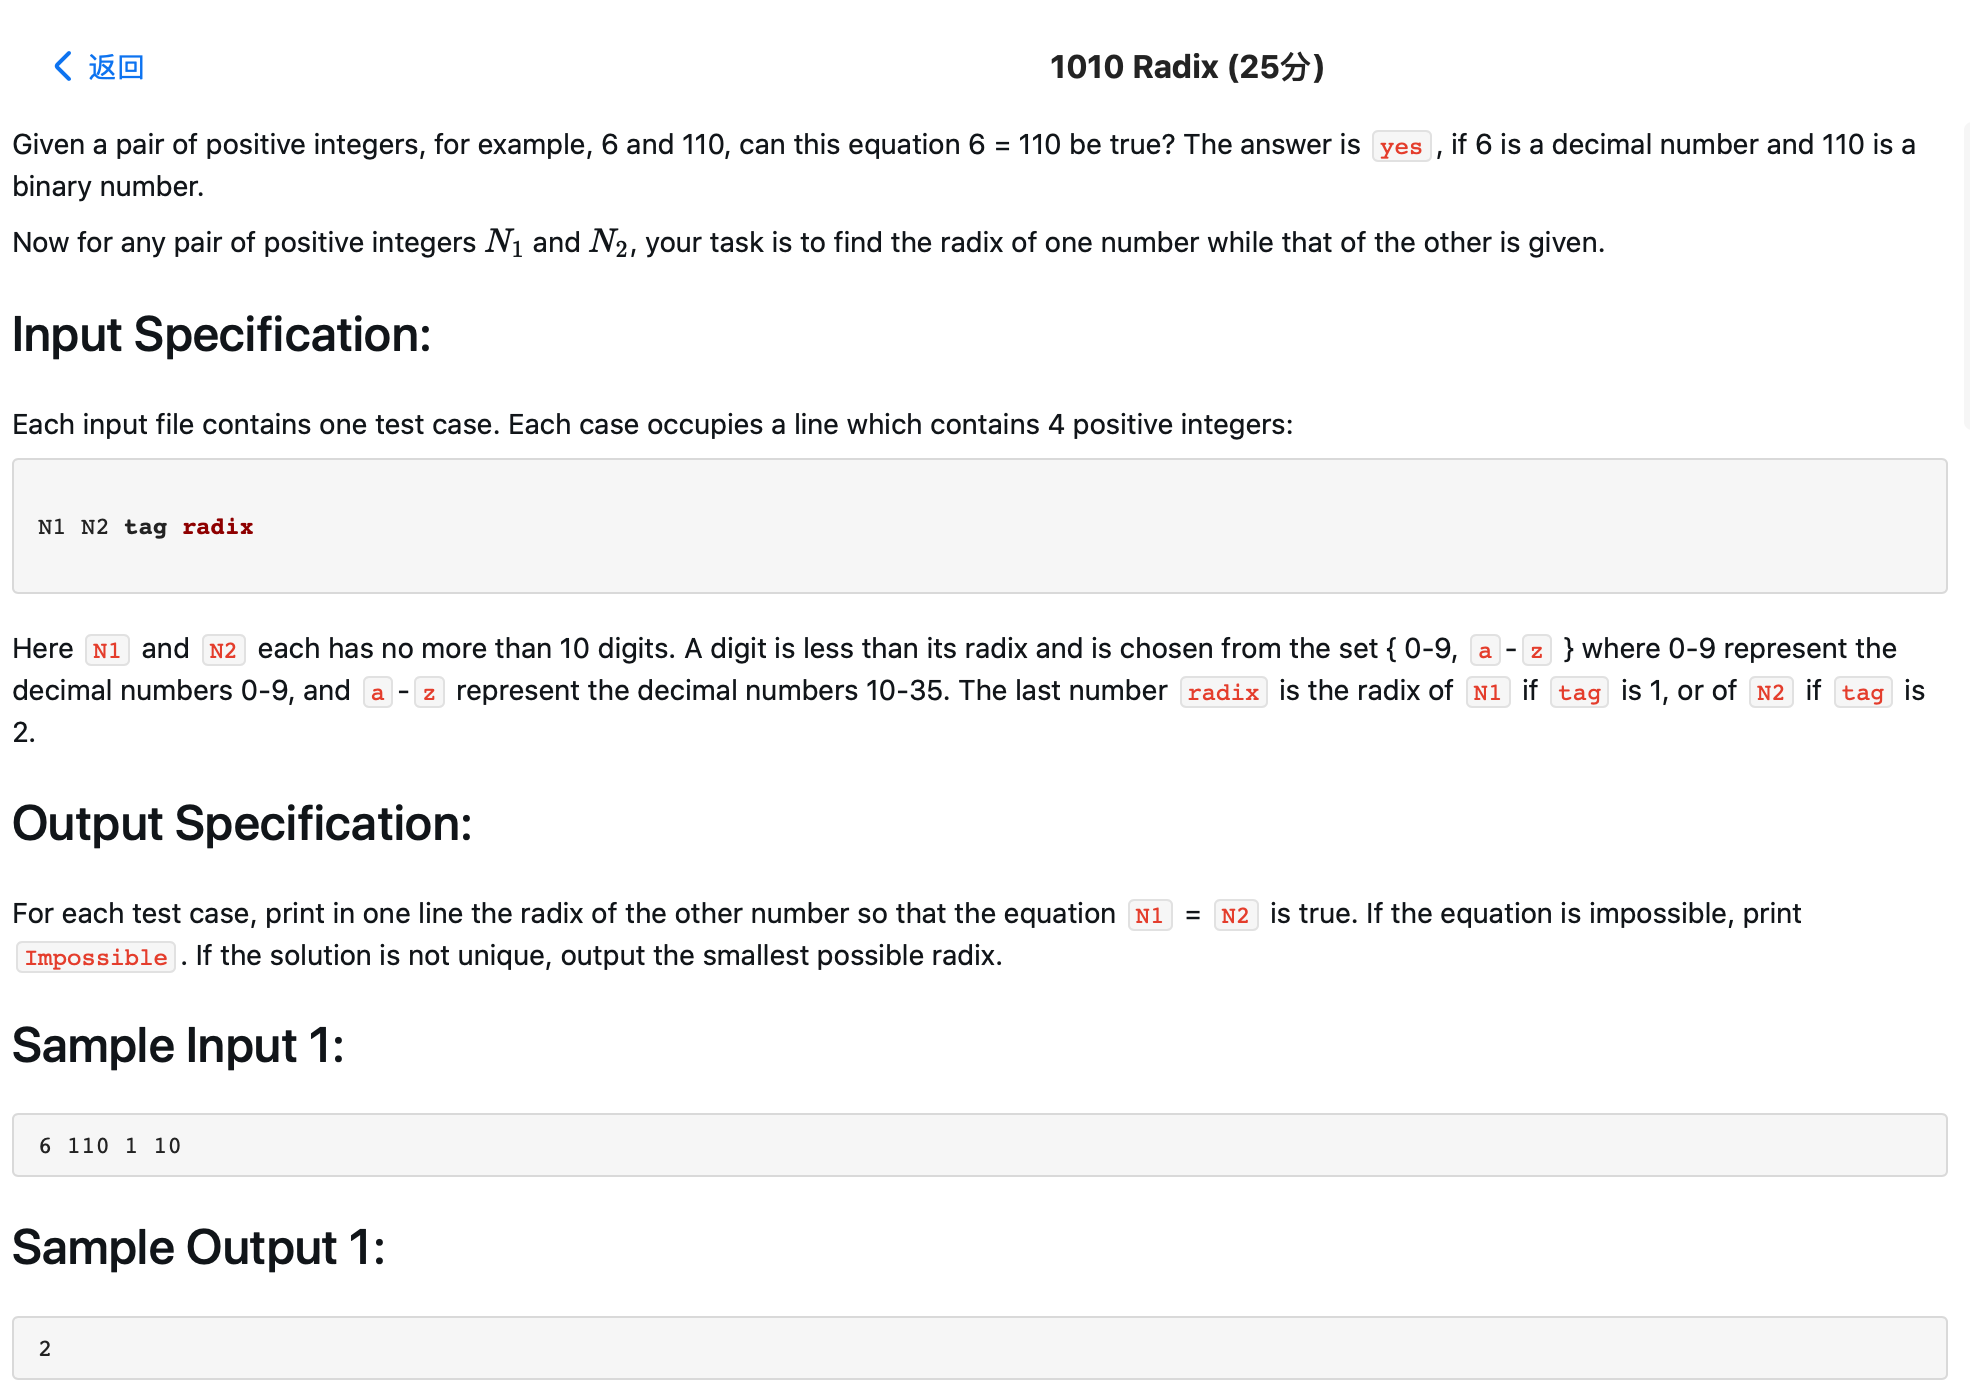 返回
1010 Radix (25分)
Given a pair of positive integers, for example, 6 and 110, can this equation 6 = 110 be true? The answer is yes, if 6 is a decimal number and 110 is a
binary number.
Now for any pair of positive integers N1 and N2, your task is to find the radix of one number while that of the other is given.
Input Specification:
Each input file contains one test case. Each case occupies a line which contains 4 positive integers:
N1 N2 tag radix
Here N1 and N2 each has no more than 10 digits. A digit is less than its radix and is chosen from the set { 0-9, a-z } where 0-9 represent the
decimal numbers 0-9, and a-z represent the decimal numbers 10-35. The last number radix is the radix of N1 if tag is 1, or of N2 if tag is
2.
Output Specification:
For each test case, print in one line the radix of the other number so that the equation N1 = N2 is true. If the equation is impossible, print
Impossible. If the solution is not unique, output the smallest possible radix.
Sample Input 1:
6 110 1 10
Sample Output 1:
2